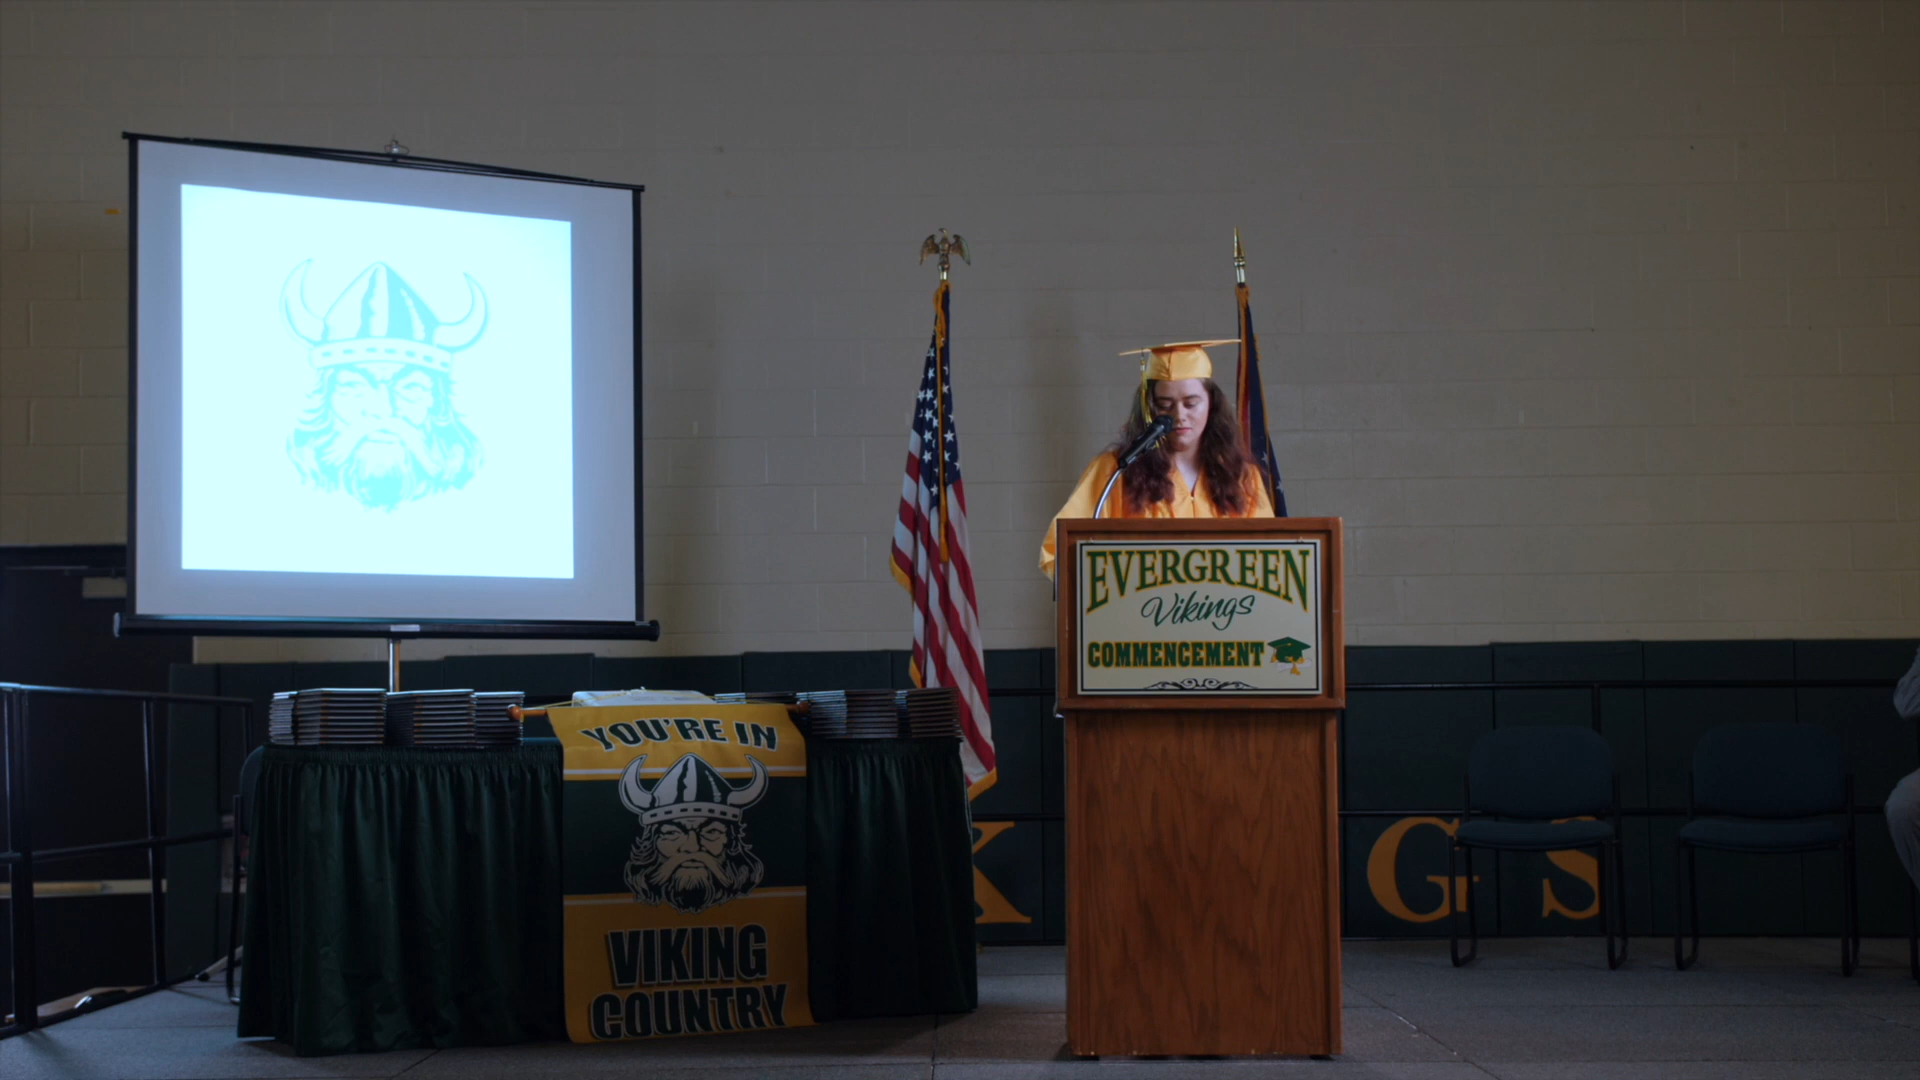 EVERGREEN
Vikings
COMMENCEMENT
YOU'RE IN
VIKING
COUNTRY
K G S